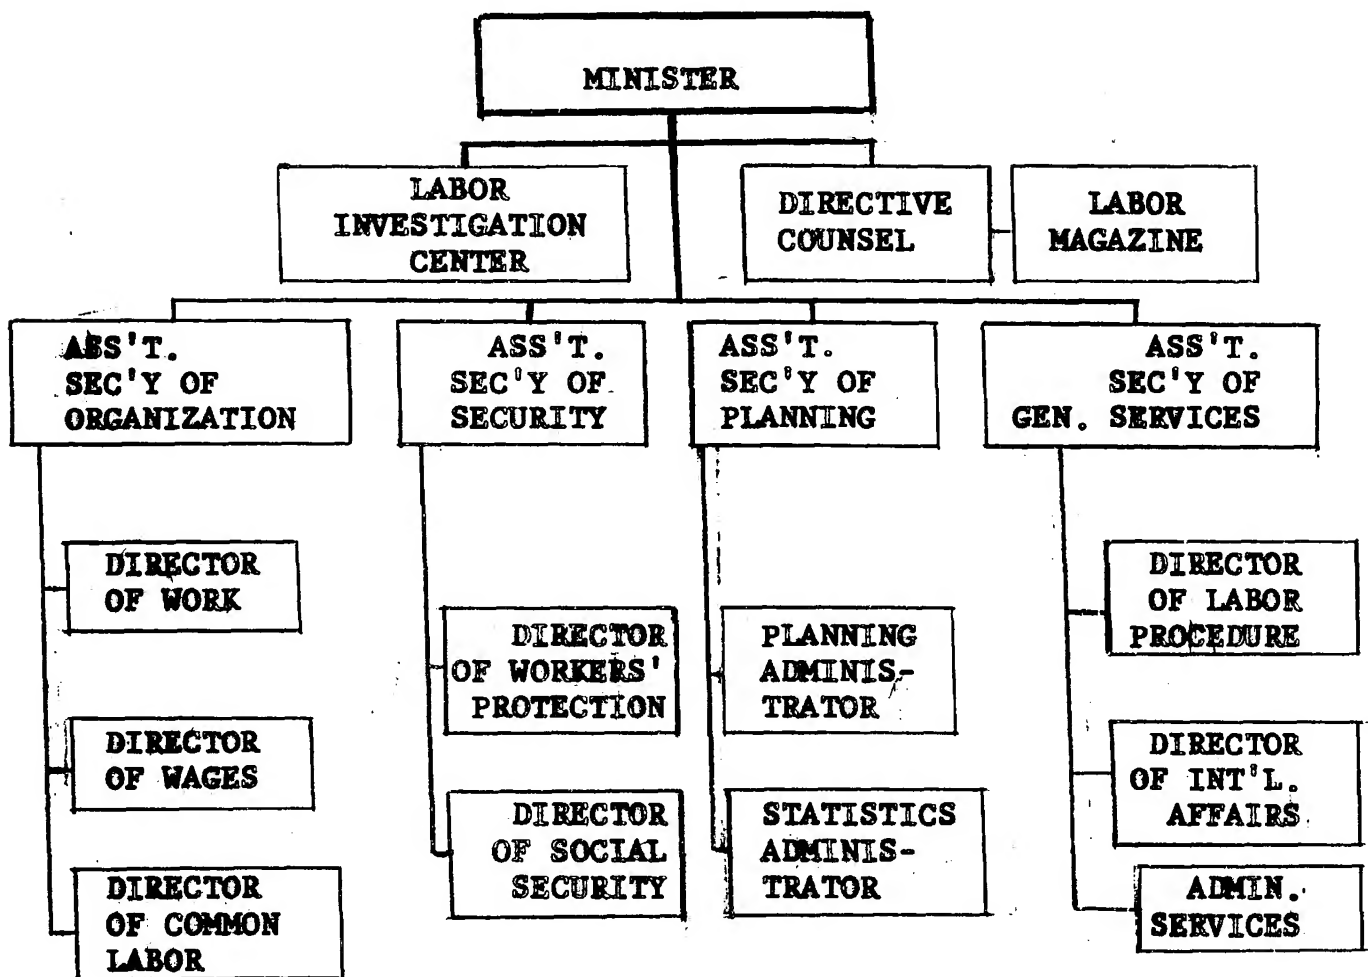 MINISTER
LABOR
INVESTIGATION
CENTER
DIRECTIVE
COUNSEL
LABOR
MAGAZINE
ASS'T.
SEC'Y OF
ORGANIZATION
ASS'T.
SEC'Y OF
SECURITY
ASS'T.
SEC'Y OF
PLANNING
ASS'T.
SEC'Y OF
GEN. SERVICES
DIRECTOR
OF WORK
DIRECTOR
OF WAGES
DIRECTOR
OF COMMON
LABOR
DIRECTOR
OF WORKERS'
PROTECTION
DIRECTOR
OF SOCIAL
SECURITY
PLANNING
ADMINIS-
TRATOR
STATISTICS
ADMINIS-
TRATOR
DIRECTOR
OF LABOR
PROCEDURE
DIRECTOR
OF INT'L.
AFFAIRS
ADMIN.
SERVICES